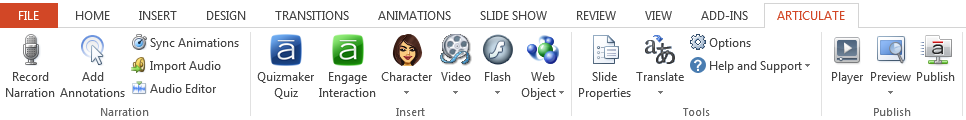 FILE HOME INSERT DESIGN TRANSITIONS ANIMATIONS SLIDE SHOW REVIEW VIEW ADD-INS ARTICULATE
Record
Narration
Add
Annotations
Sync Animations
Import Audio
Audio Editor
Narration
Quizmaker
Quiz
Engage
Interaction
Character
Video
Flash
Web
Object
Insert
Slide
Properties
Translate
Options
Help and Support
Tools
Player
Preview
Publish
Publish